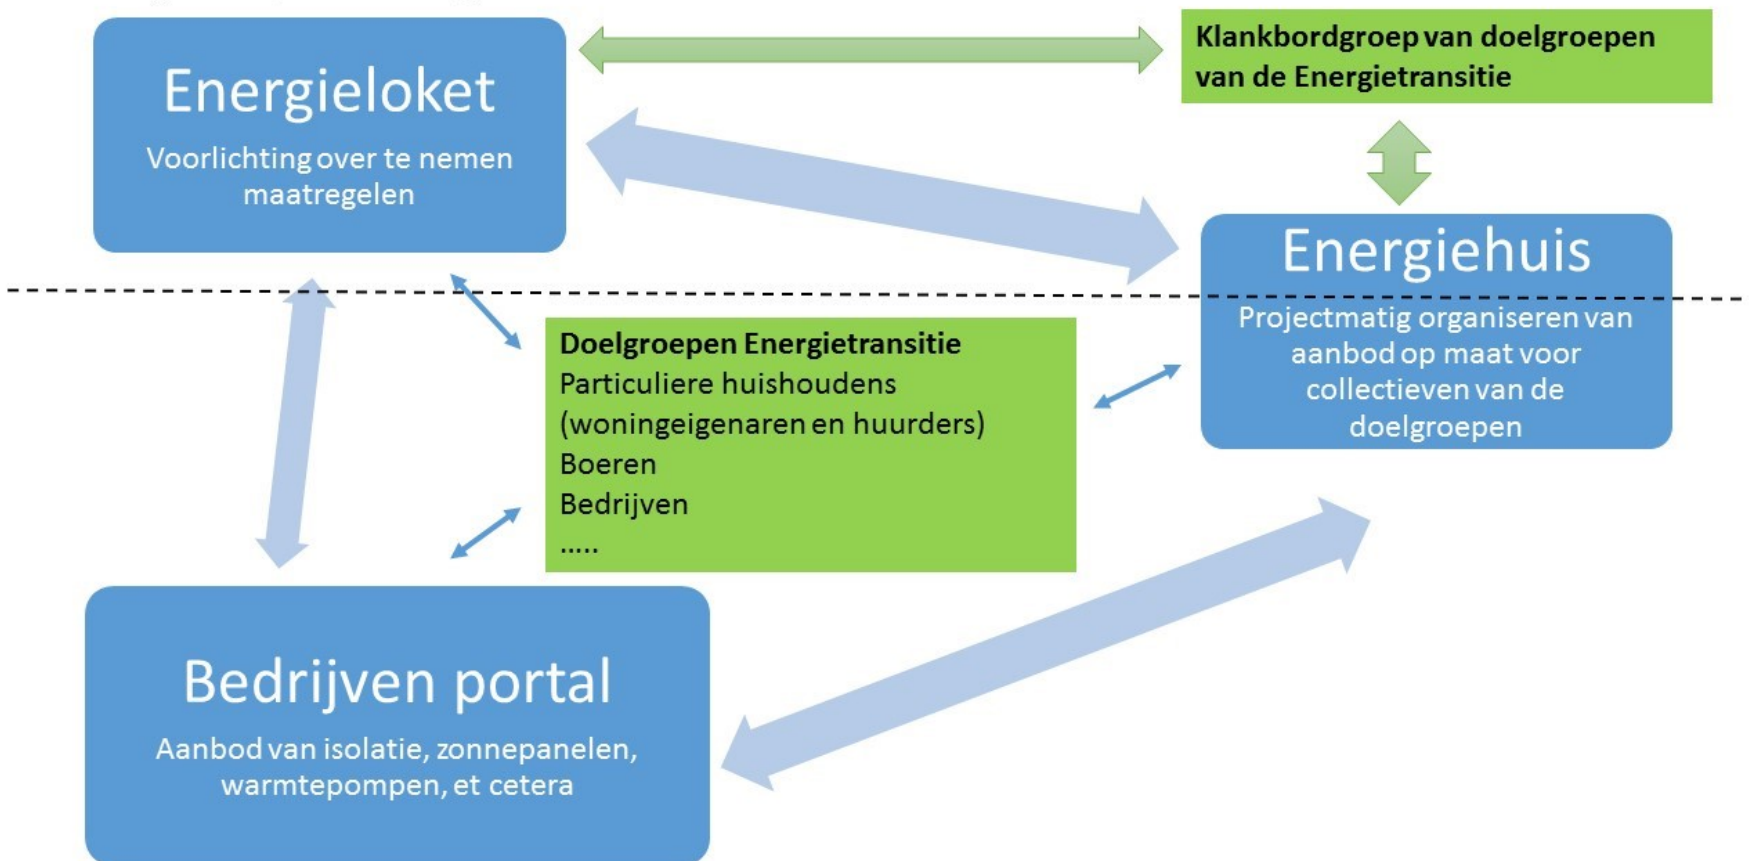 Energieloket
Voorlichting over te nemen
maatregelen
Klankbordgroep van doelgroepen
van de Energietransitie
Energiehuis
Projectmatig organiseren van
aanbod op maat voor
collectieven van de
doelgroepen
Doelgroepen Energietransitie
Particuliere huishoudens
(woningeigenaren en huurders)
Boeren
Bedrijven
.....
Bedrijven portal
Aanbod van isolatie, zonnepanelen,
warmtepompen, et cetera